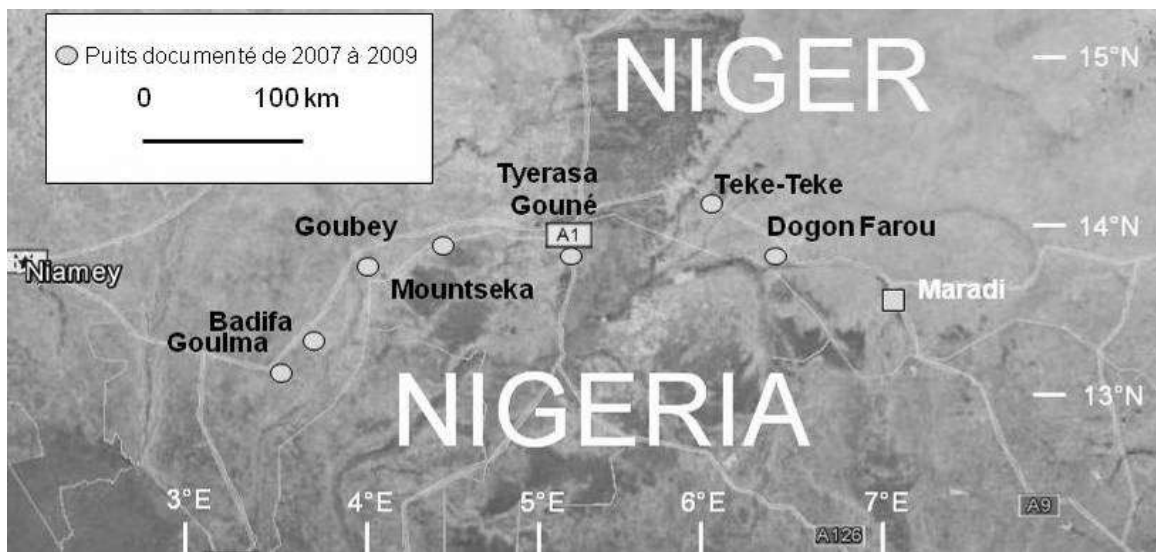 Puits documenté de 2007 à 2009
0 100 km
NIGER
15°N
Tyerasa
Gouné
Teke-Teke
Goubey
A1
Dogon Farou
14°N
Niamey
Mountseka
Maradi
Badifa
Goulma
NIGERIA
13°N
3°E 4°E 5°E 6°E 7°E
A9
A126